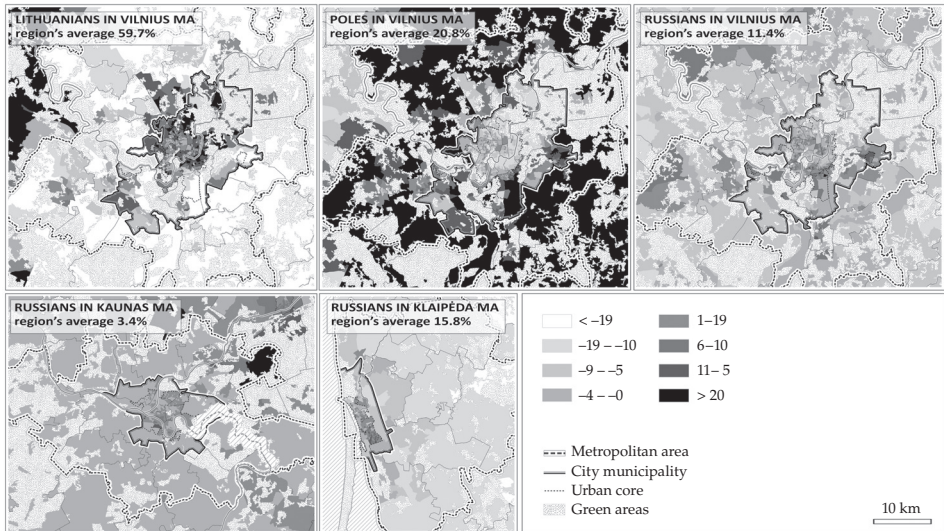 LITHUANIANS IN VILNIUS MA
region's average 59.7%
POLES IN VILNIUS MA
region's average 20.8%
RUSSIANS IN VILNIUS MA
region's average 11.4%
RUSSIANS IN KAUNAS MA
region's average 3.4%
RUSSIANS IN KLAIPĖDA MA
region's average 15.8%
< –19
–19 – –10
–9 – –5
–4 – –0
1–19
6–10
11– 5
> 20
Metropolitan area
City municipality
Urban core
Green areas
10 km